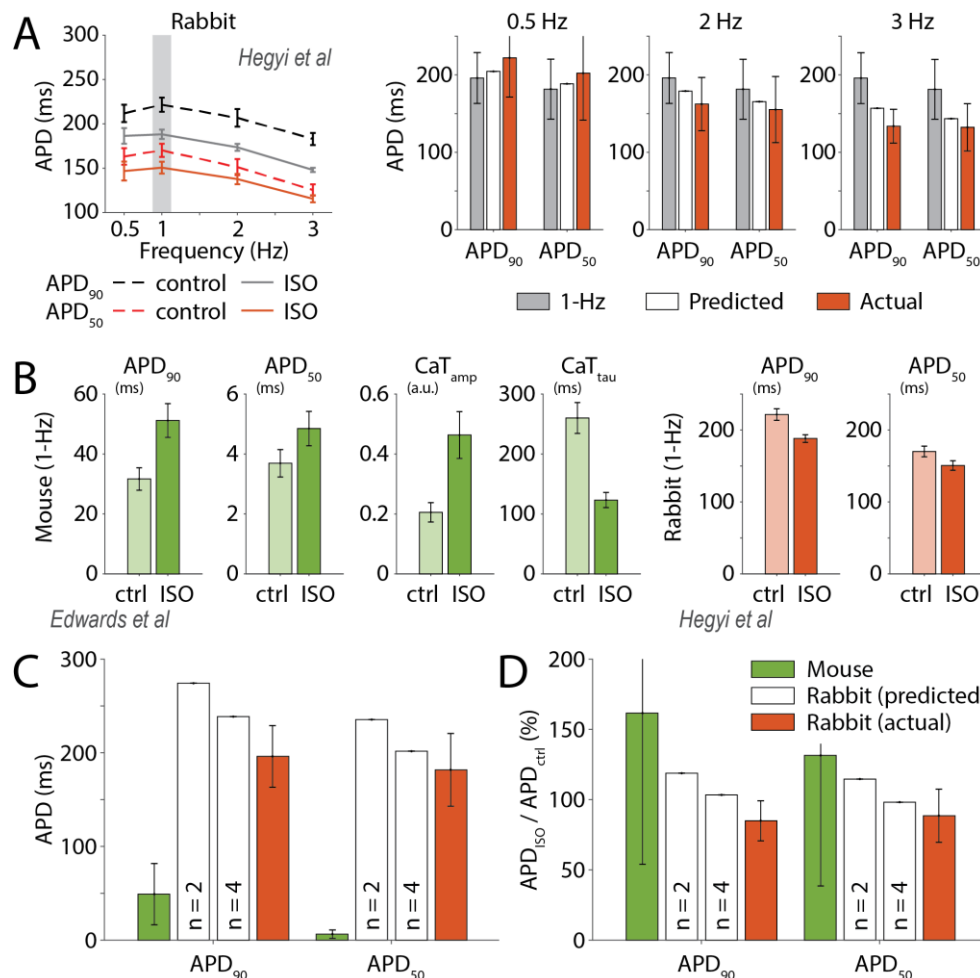 A
Rabbit
Hegyi et al
300
250
200
150
100
APD (ms)
0.5 1 2 3
Frequency (Hz)
APD90 control ISO
APD50 control ISO
0.5 Hz
2 Hz
3 Hz
APD (ms)
200
100
0
APD90 APD50
200
100
0
APD90 APD50
200
100
0
APD90 APD50
1-Hz Predicted Actual
B
Mouse (1-Hz)
APD90
(ms)
60
40
20
0
ctrl ISO
APD50
(ms)
6
4
2
0
ctrl ISO
CaTamp
(a.u.)
0.6
0.4
0.2
0
ctrl ISO
CaTtau
(ms)
300
200
100
0
ctrl ISO
Edwards et al
Rabbit (1-Hz)
APD90
(ms)
200
100
0
ctrl ISO
APD50
(ms)
200
100
0
ctrl ISO
Hegyi et al
C
APD (ms)
300
200
100
0
n = 2
n = 4
n = 2
n = 4
APD90 APD50
D
APDISO / APDctrl (%)
200
150
100
50
0
Mouse
Rabbit (predicted)
Rabbit (actual)
n = 2
n = 4
n = 2
n = 4
APD90 APD50